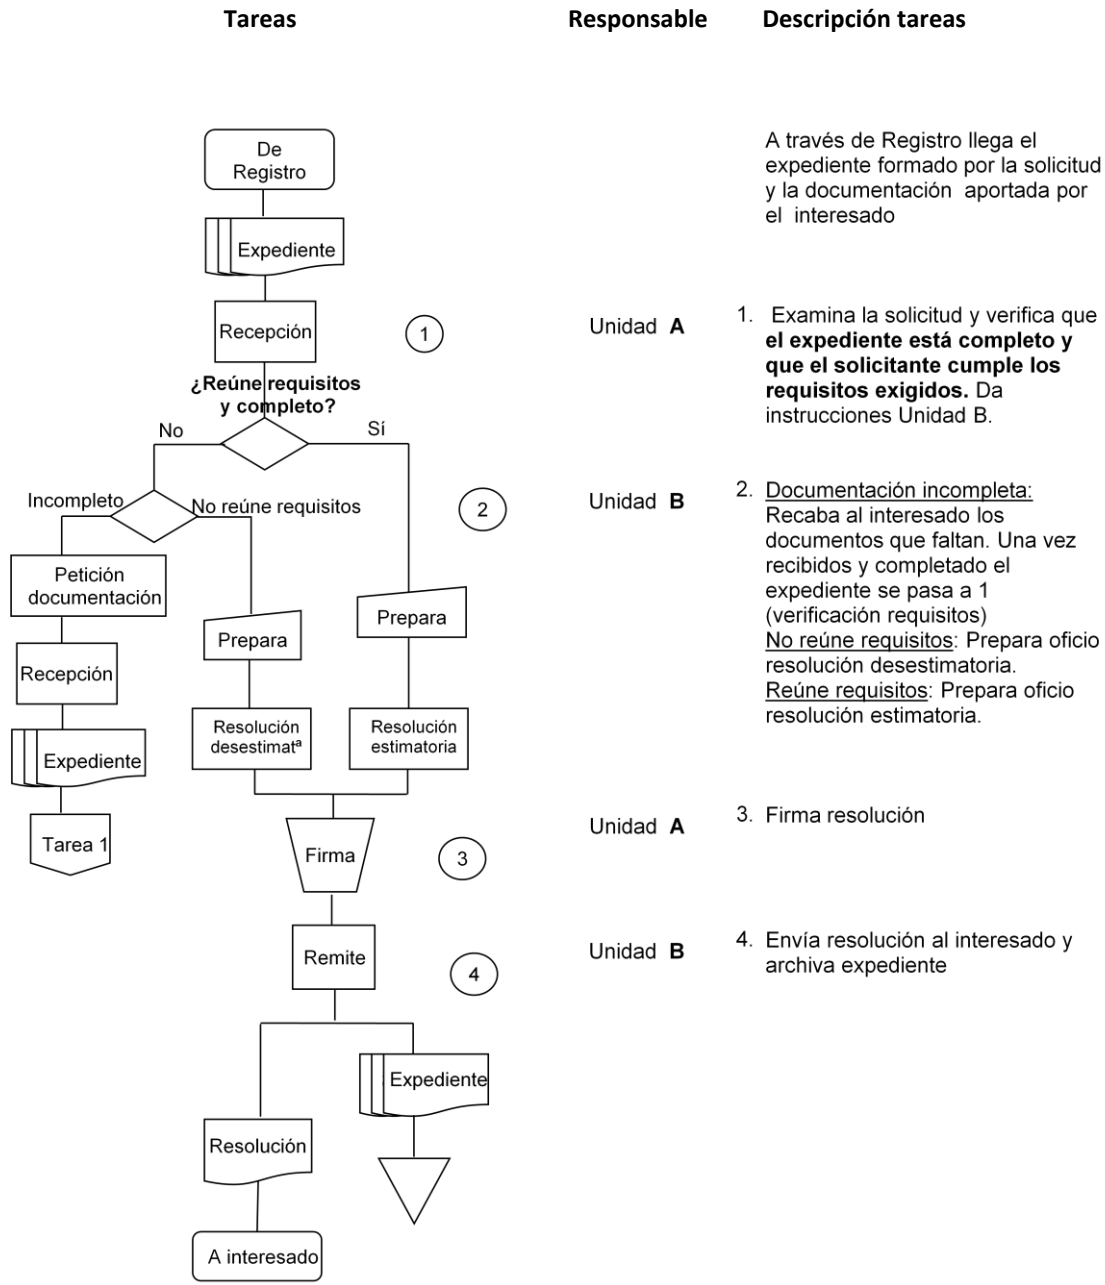 Tareas
Responsable
Descripción tareas
De
Registro
A través de Registro llega el
expediente formado por la solicitud
y la documentación aportada por
el interesado
Expediente
Recepción
1
Unidad A
1. Examina la solicitud y verifica que
el expediente está completo y
que el solicitante cumple los
requisitos exigidos. Da
instrucciones Unidad B.
¿Reúne requisitos
y completo?
No
Sí
Incompleto
No reúne requisitos
2
Unidad B
2. Documentación incompleta:
Recaba al interesado los
documentos que faltan. Una vez
recibidos y completado el
expediente se pasa a 1
(verificación requisitos)
No reúne requisitos: Prepara oficio
resolución desestimatoria.
Reúne requisitos: Prepara oficio
resolución estimatoria.
Petición
documentación
Prepara
Prepara
Recepción
Resolución
desestimatª
Resolución
estimatoria
Expediente
Tarea 1
Firma
3
Unidad A
3. Firma resolución
Remite
4
Unidad B
4. Envía resolución al interesado y
archiva expediente
Expediente
Resolución
A interesado